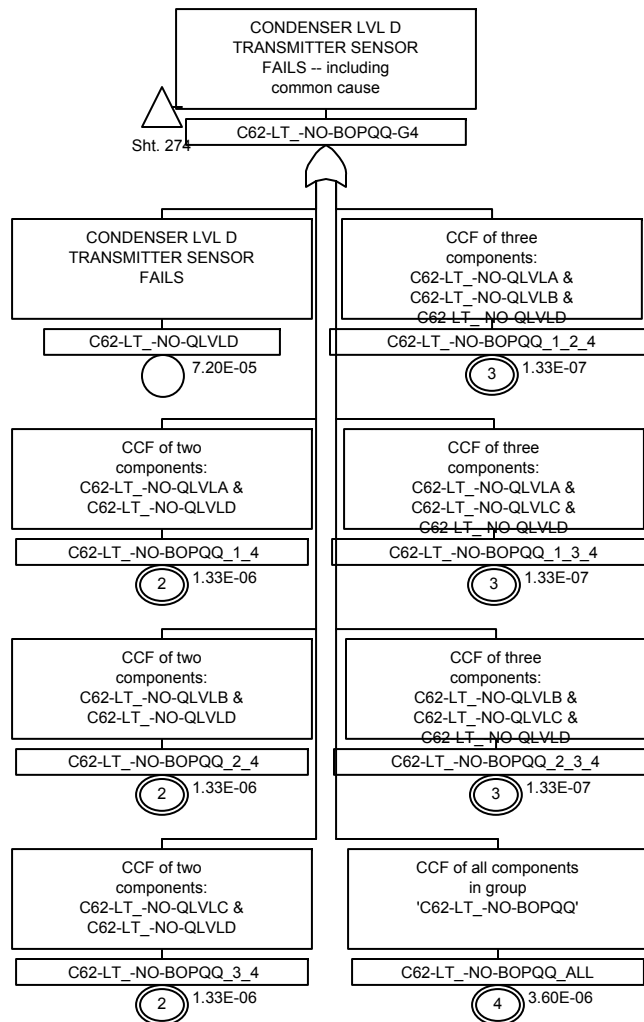 CONDENSER LVL D
TRANSMITTER SENSOR
FAILS -- including
common cause
C62-LT_-NO-BOPQQ-G4
Sht. 274
CONDENSER LVL D
TRANSMITTER SENSOR
FAILS
C62-LT_-NO-QLVLD
7.20E-05
CCF of three
components:
C62-LT_-NO-QLVLA &
C62-LT_-NO-QLVLB &
C62-LT_-NO-QLVLD
C62-LT_-NO-BOPQQ_1_2_4
3
1.33E-07
CCF of two
components:
C62-LT_-NO-QLVLA &
C62-LT_-NO-QLVLD
C62-LT_-NO-BOPQQ_1_4
2
1.33E-06
CCF of three
components:
C62-LT_-NO-QLVLA &
C62-LT_-NO-QLVLC &
C62-LT_-NO-QLVLD
C62-LT_-NO-BOPQQ_1_3_4
3
1.33E-07
CCF of two
components:
C62-LT_-NO-QLVLB &
C62-LT_-NO-QLVLD
C62-LT_-NO-BOPQQ_2_4
2
1.33E-06
CCF of three
components:
C62-LT_-NO-QLVLB &
C62-LT_-NO-QLVLC &
C62-LT_-NO-QLVLD
C62-LT_-NO-BOPQQ_2_3_4
3
1.33E-07
CCF of two
components:
C62-LT_-NO-QLVLC &
C62-LT_-NO-QLVLD
C62-LT_-NO-BOPQQ_3_4
2
1.33E-06
CCF of all components
in group
'C62-LT_-NO-BOPQQ'
C62-LT_-NO-BOPQQ_ALL
4
3.60E-06